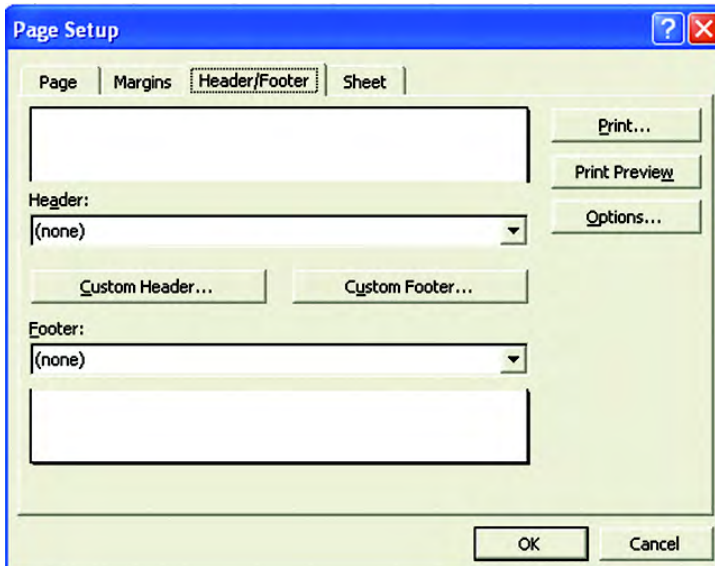 Page Setup
?
Page Margins Header/Footer Sheet
Print...
Print Preview
Header:
Options...
(none)
Custom Header... Custom Footer...
Footer:
(none)
OK Cancel